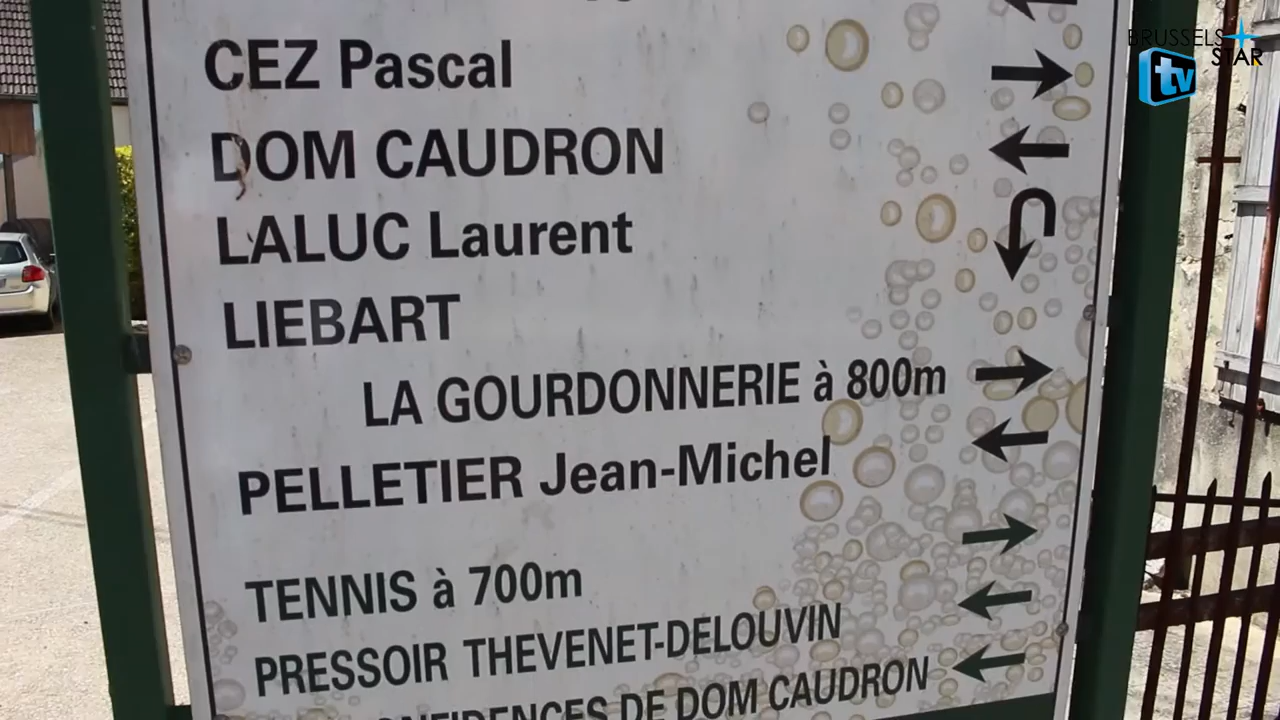 BRUSSELS
STAR
tv
CEZ Pascal
DOM CAUDRON
LALUC Laurent
LIEBART
LA GOURDONNERIE à 800m
PELLETIER Jean-Michel
TENNIS à 700m
PRESSOIR THEVENET-DELOUVIN
DE DOM CAUDRON